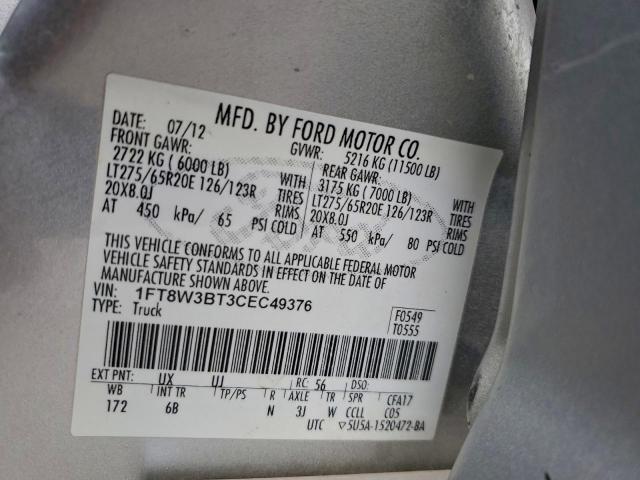 MFD. BY FORD MOTOR CO.
DATE: 07/12 GVWR: 5216 KG (11500 LB)
FRONT GAWR: REAR GAWR:
2722 KG ( 6000 LB) WITH 3175 KG ( 7000 LB) WITH
LT275/65R20E 126/123R TIRES LT275/65R20E 126/123R TIRES
20X8.0J RIMS 20X8.0J RIMS
AT 450 kPa/ 65 PSI COLD AT 550 kPa/ 80 PSI COLD
THIS VEHICLE CONFORMS TO ALL APPLICABLE FEDERAL MOTOR
VEHICLE SAFETY STANDARDS IN EFFECT ON THE DATE OF
MANUFACTURE SHOWN ABOVE.
VIN: 1FT8W3BT3CEC49376 F0549
TYPE: Truck T0555
EXT PNT: UX UJ RC: 56 DSO:
WB INT TR TP/PS R AXLE TR SPR CFA17
172 6B N 3J W CCLL C05
UTC ▽5U5A-1520472-BA